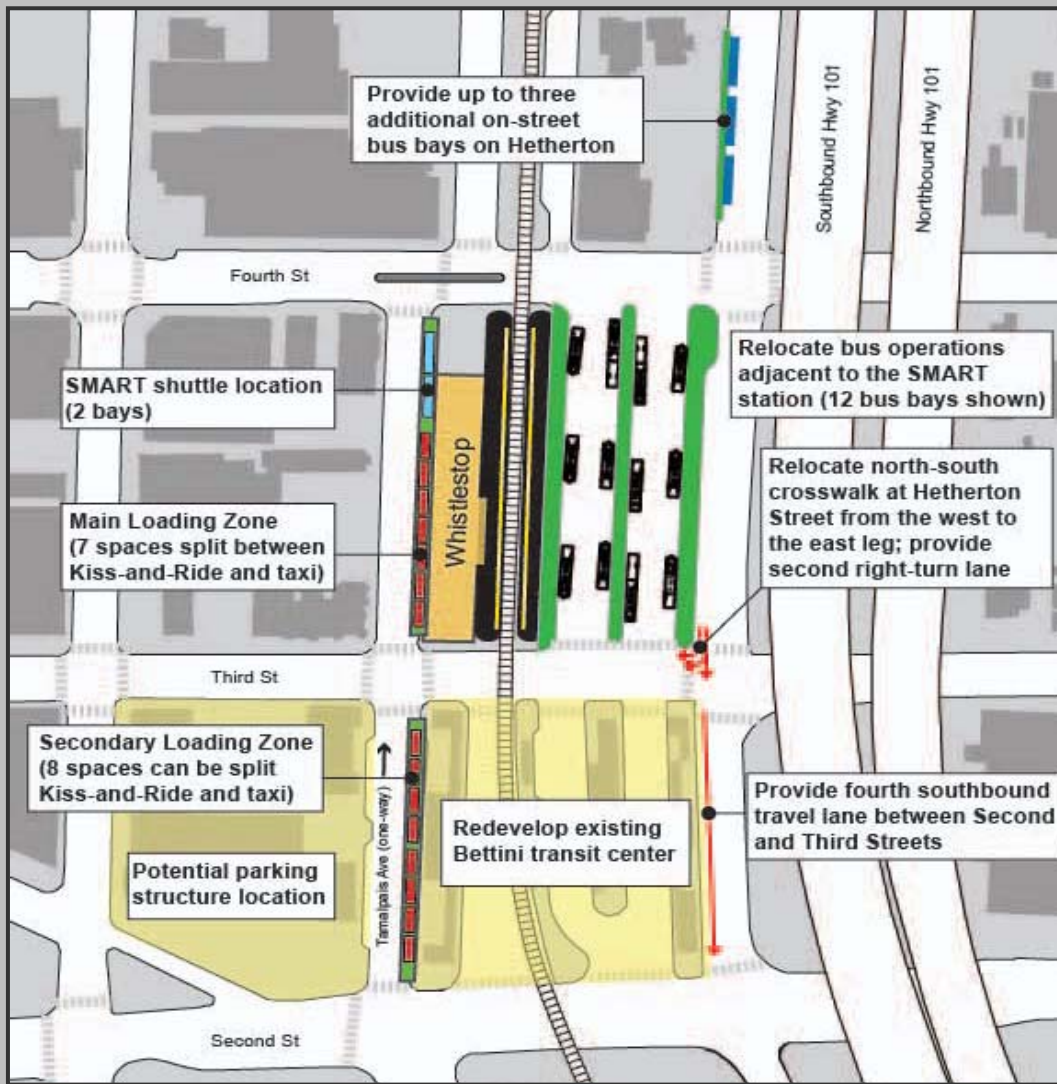 Provide up to three
additional on-street
bus bays on Hetherton
Southbound Hwy 101
Northbound Hwy 101
Fourth St
SMART shuttle location
(2 bays)
Relocate bus operations
adjacent to the SMART
station (12 bus bays shown)
Whistlestop
Main Loading Zone
(7 spaces split between
Kiss-and-Ride and taxi)
Relocate north-south
crosswalk at Hetherton
Street from the west to
the east leg; provide
second right-turn lane
Third St
Secondary Loading Zone
(8 spaces can be split
Kiss-and-Ride and taxi)
Tamalpais Ave (one-way)
Redevelop existing
Bettini transit center
Provide fourth southbound
travel lane between Second
and Third Streets
Potential parking
structure location
Second St